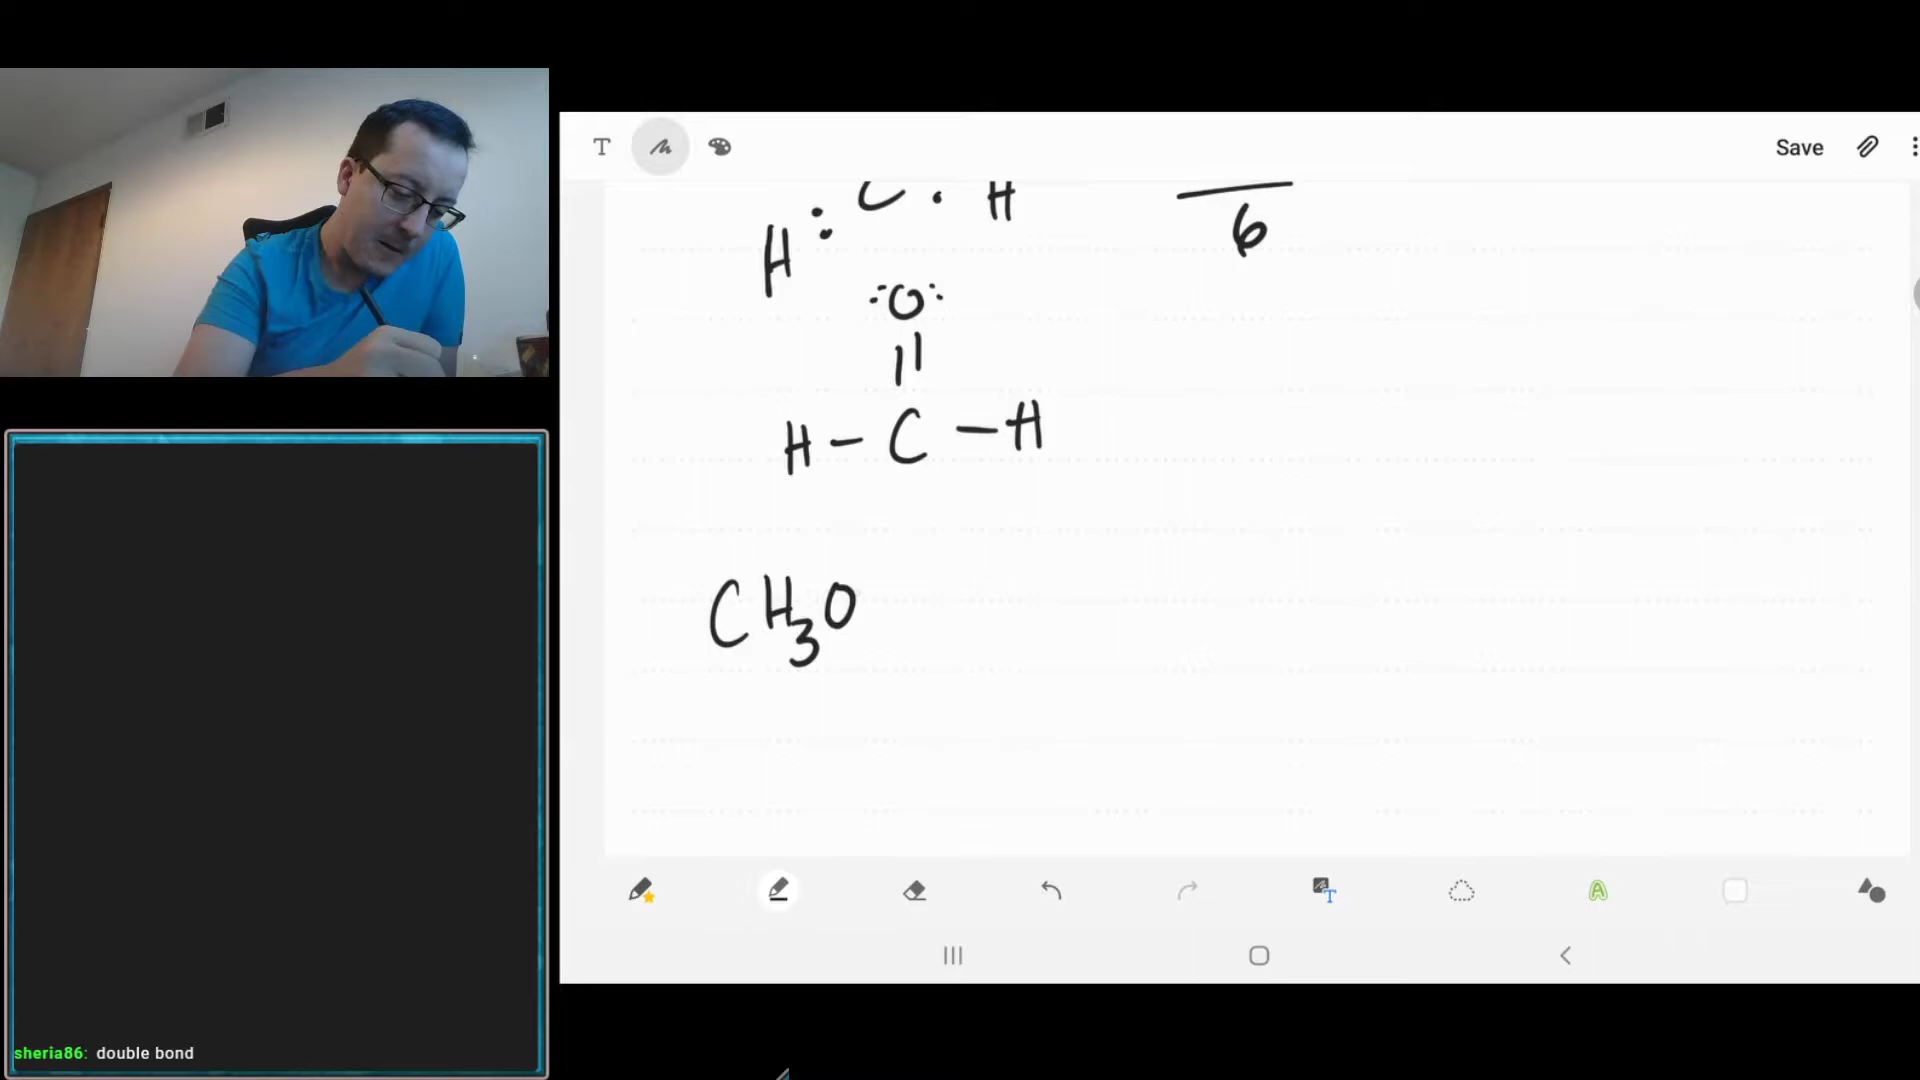 T Save
: C · H
H
6
:O:
||
H - C - H
CH₃O
T A
sheria86: double bond